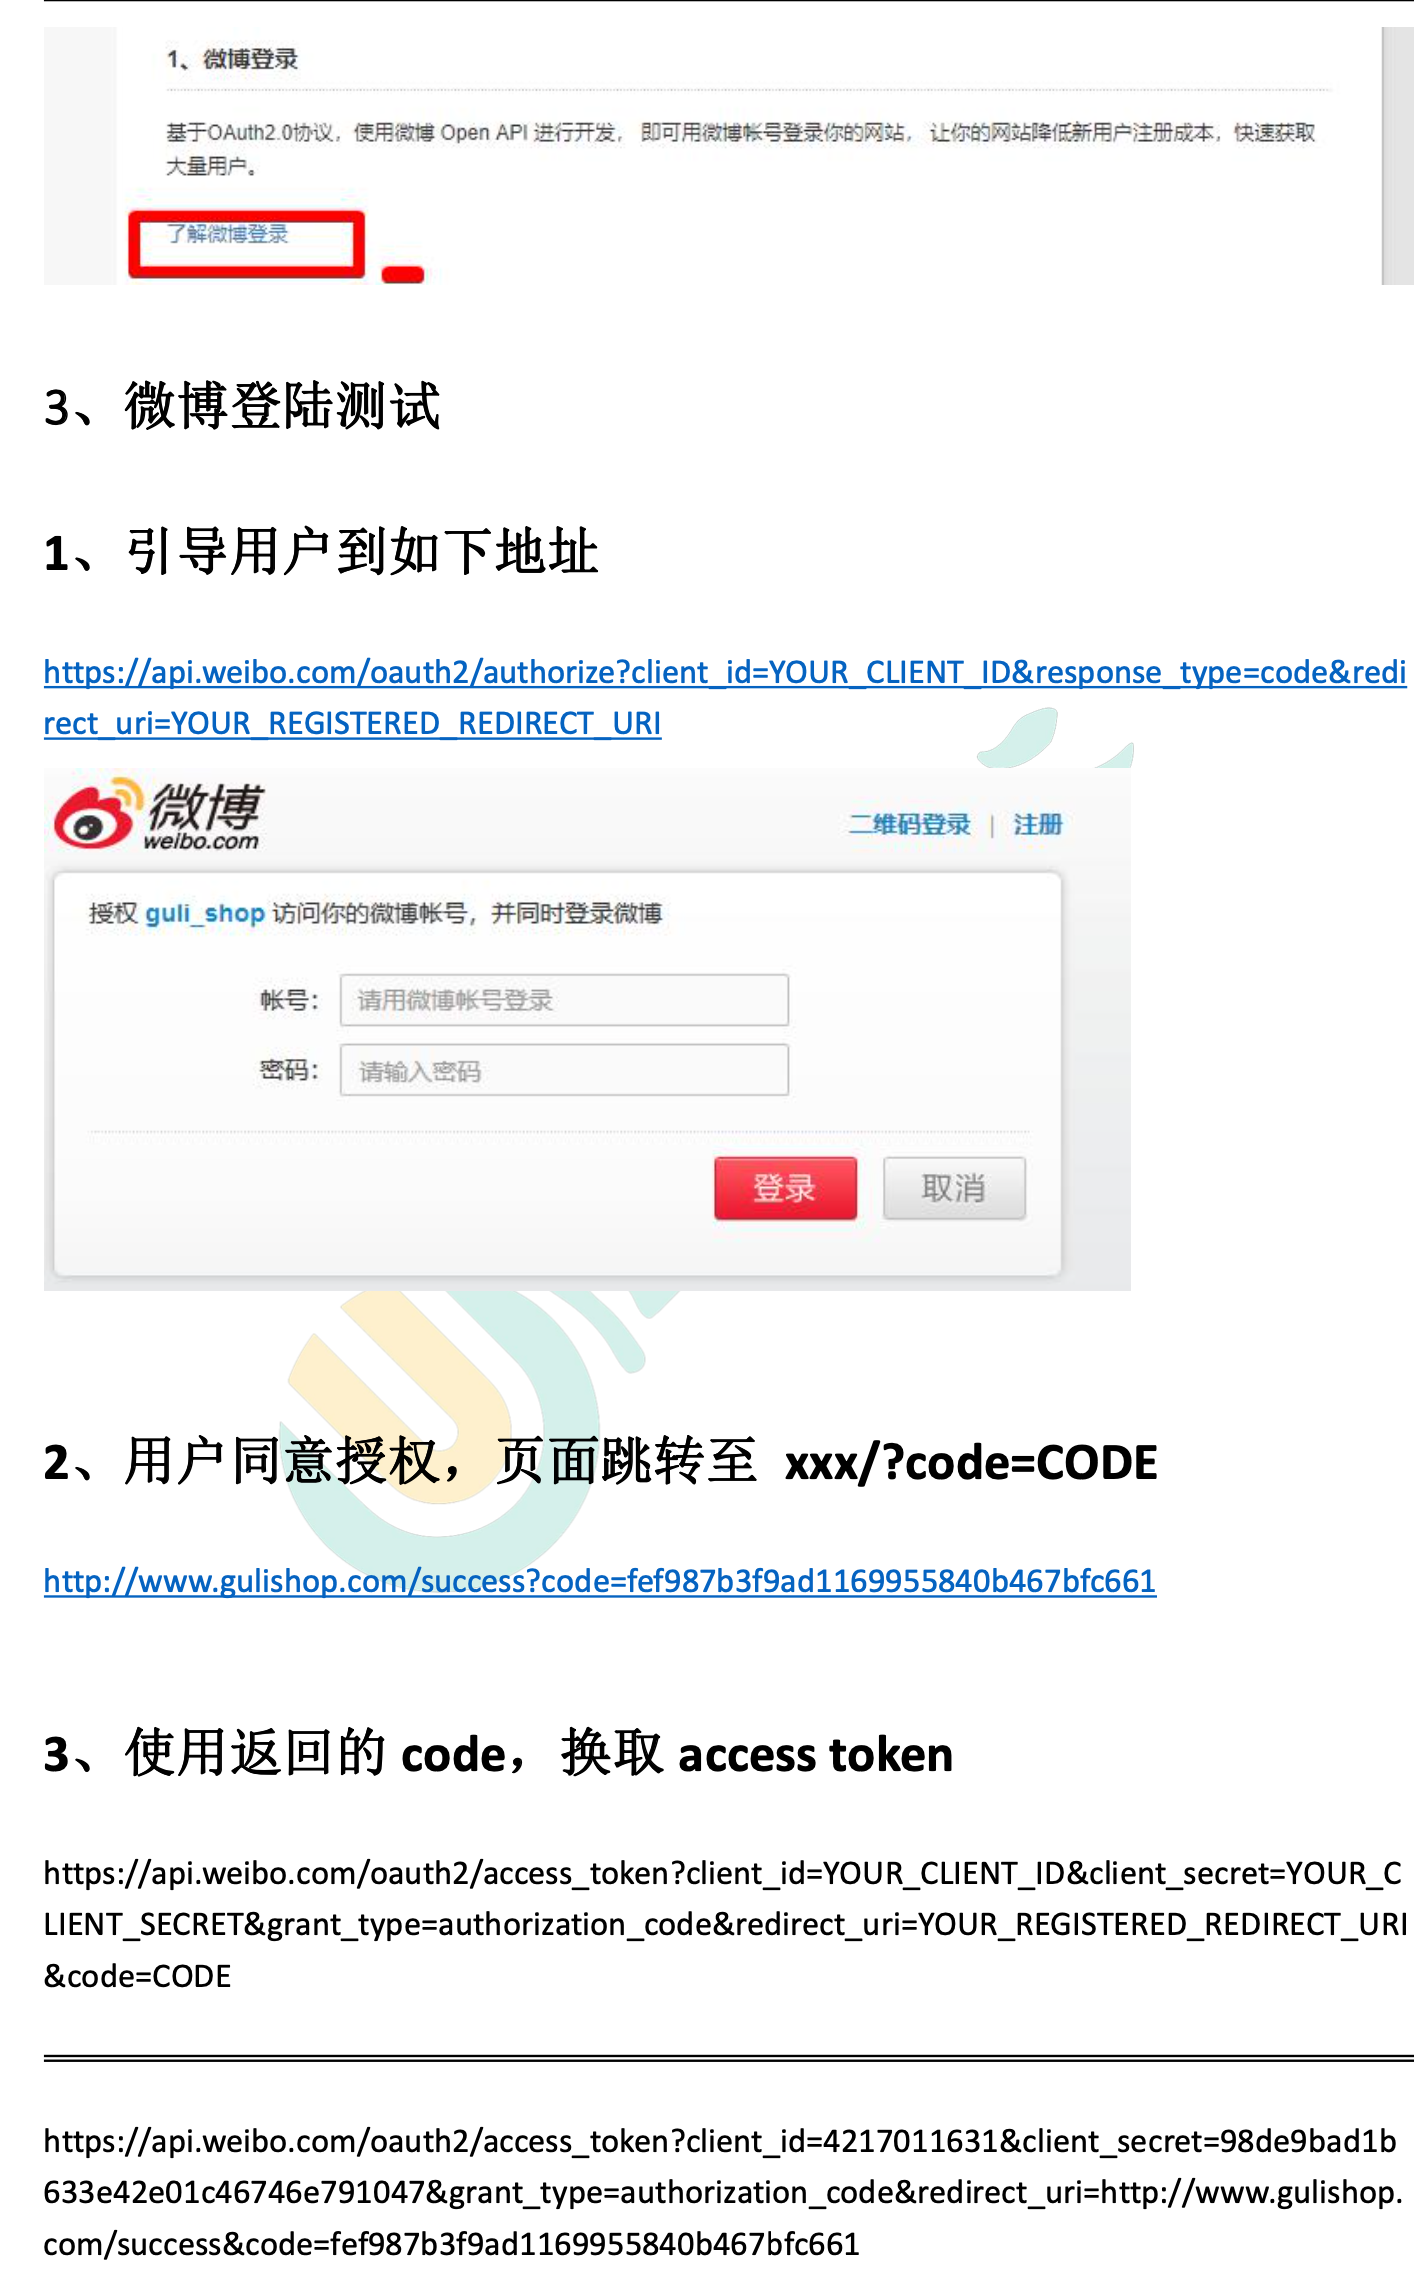 1、微博登录
基于OAuth2.0协议，使用微博 Open API 进行开发， 即可用微博帐号登录你的网站， 让你的网站降低新用户注册成本，快速获取
大量用户。
了解微博登录
3、微博登陆测试
1、引导用户到如下地址
https://api.weibo.com/oauth2/authorize?client_id=YOUR_CLIENT_ID&response_type=code&redi
rect_uri=YOUR_REGISTERED_REDIRECT_URI
微博
weibo.com
二维码登录 | 注册
授权 guli_shop 访问你的微博帐号，并同时登录微博
帐号： 请用微博帐号登录
密码： 请输入密码
登录 取消
2、用户同意授权，页面跳转至 xxx/?code=CODE
http://www.gulishop.com/success?code=fef987b3f9ad1169955840b467bfc661
3、使用返回的 code，换取 access token
https://api.weibo.com/oauth2/access_token?client_id=YOUR_CLIENT_ID&client_secret=YOUR_C
LIENT_SECRET&grant_type=authorization_code&redirect_uri=YOUR_REGISTERED_REDIRECT_URI
&code=CODE
https://api.weibo.com/oauth2/access_token?client_id=4217011631&client_secret=98de9bad1b
633e42e01c46746e791047&grant_type=authorization_code&redirect_uri=http://www.gulishop.
com/success&code=fef987b3f9ad1169955840b467bfc661